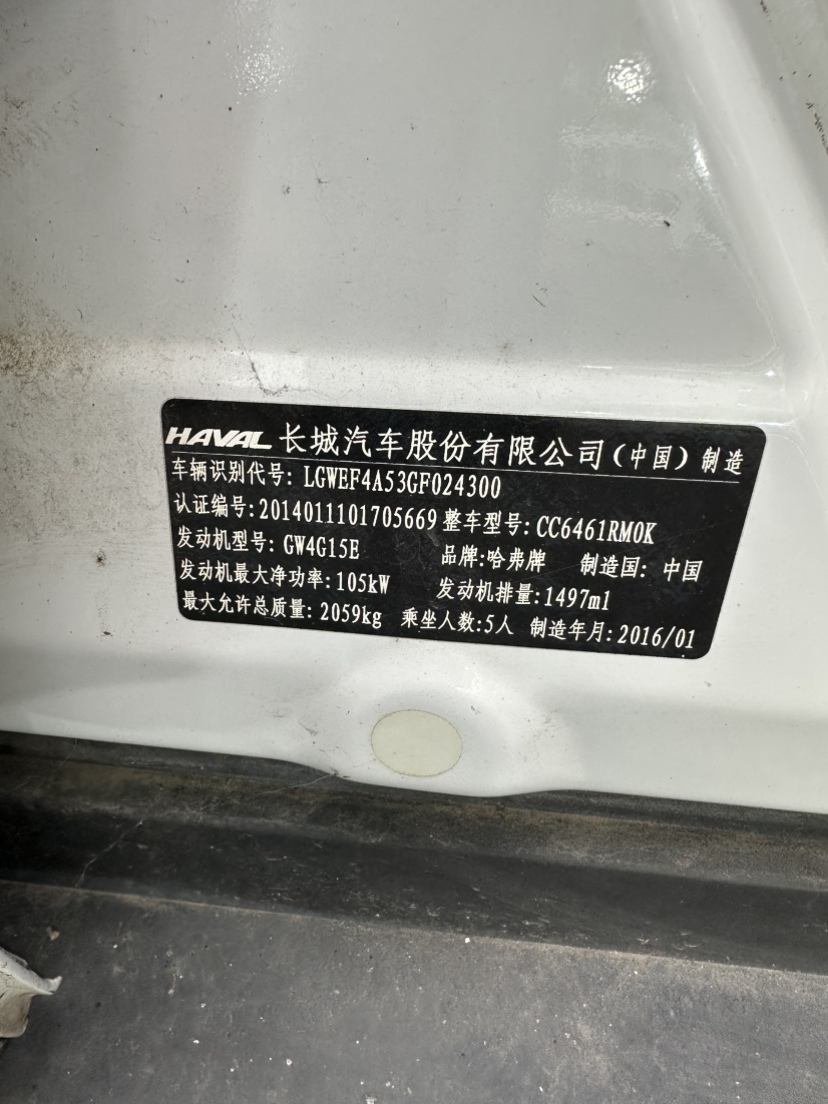 HAVAL 长城汽车股份有限公司(中国)制造
车辆识别代号: LGWEF4A53GF024300
认证编号:2014011101705669 整车型号:CC6461RM0K
发动机型号: GW4G15E 品牌:哈弗牌 制造国: 中国
发动机最大净功率:105kW 发动机排量:1497ml
最大允许总质量: 2059kg 乘坐人数:5人 制造年月:2016/01